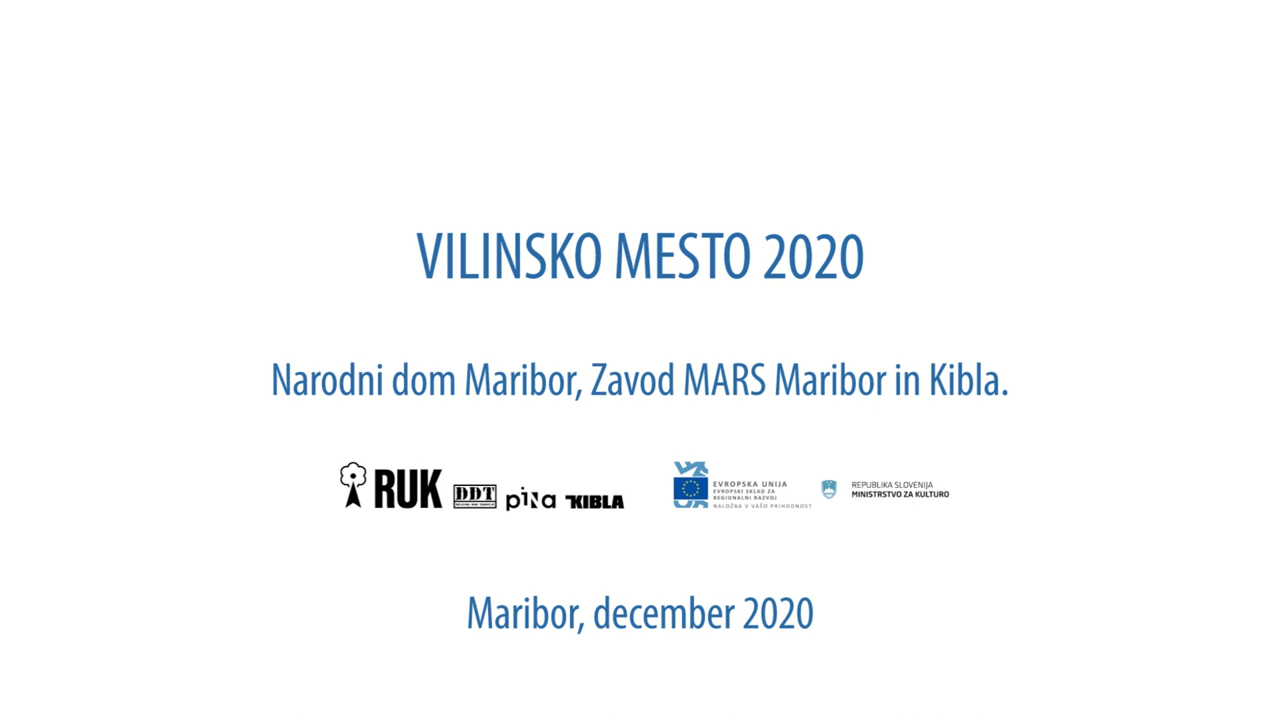 VILINSKO MESTO 2020
Narodni dom Maribor, Zavod MARS Maribor in Kibla.
RUK DDT piNa KIBLA
EVROPSKA UNIJA
EVROPSKI SKLAD ZA
REGIONALNI RAZVOJ
NALOŽBA V VAŠO PRIHODNOST
REPUBLIKA SLOVENIJA
MINISTRSTVO ZA KULTURO
Maribor, december 2020